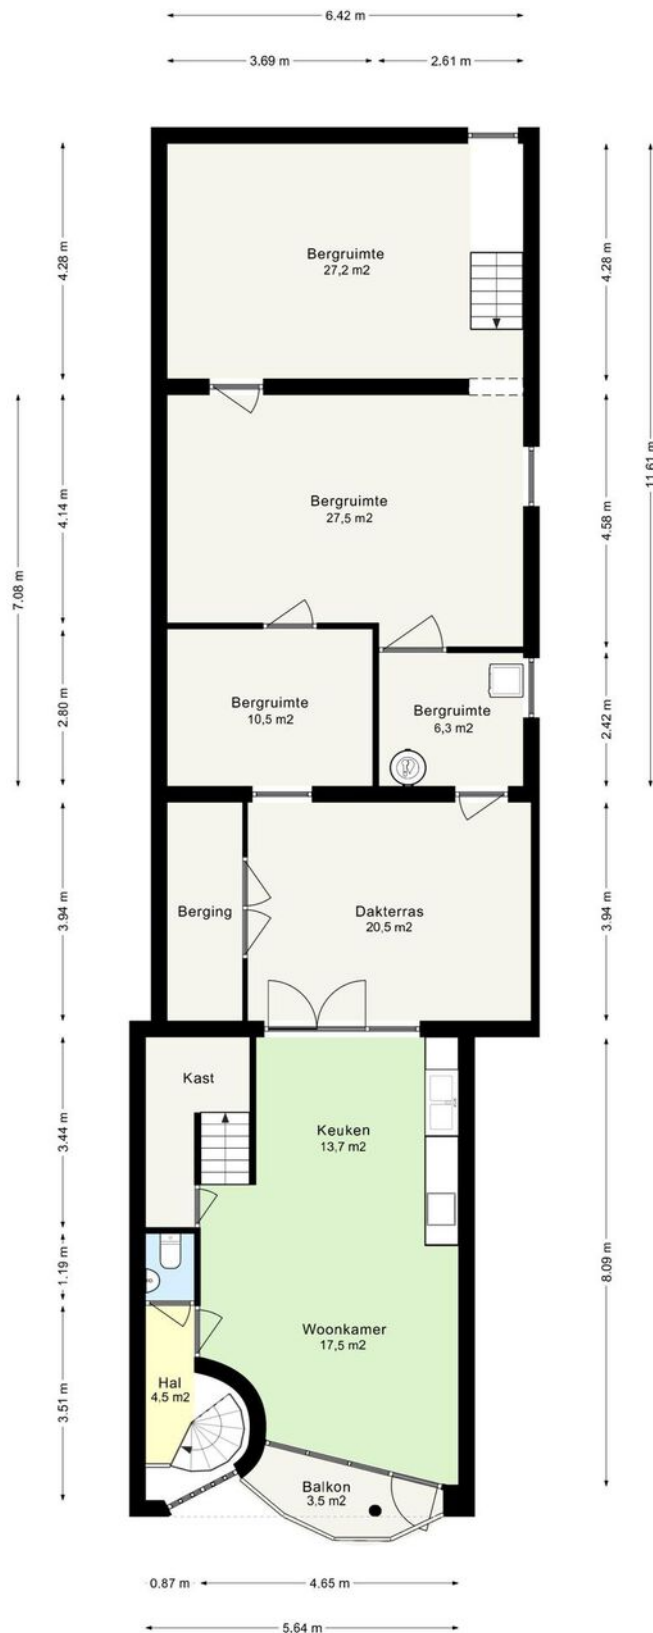 6.42 m
3.69 m
2.61 m
4.28 m
4.28 m
Bergruimte
27,2 m2
11.61 m
4.14 m
4.58 m
7.08 m
Bergruimte
27,5 m2
2.80 m
2.42 m
Bergruimte
10,5 m2
Bergruimte
6,3 m2
3.94 m
3.94 m
Berging
Dakterras
20,5 m2
Kast
3.44 m
Keuken
13,7 m2
8.09 m
1.19 m
Woonkamer
17,5 m2
3.51 m
Hal
4,5 m2
Balkon
3,5 m2
0.87 m
4.65 m
5.64 m